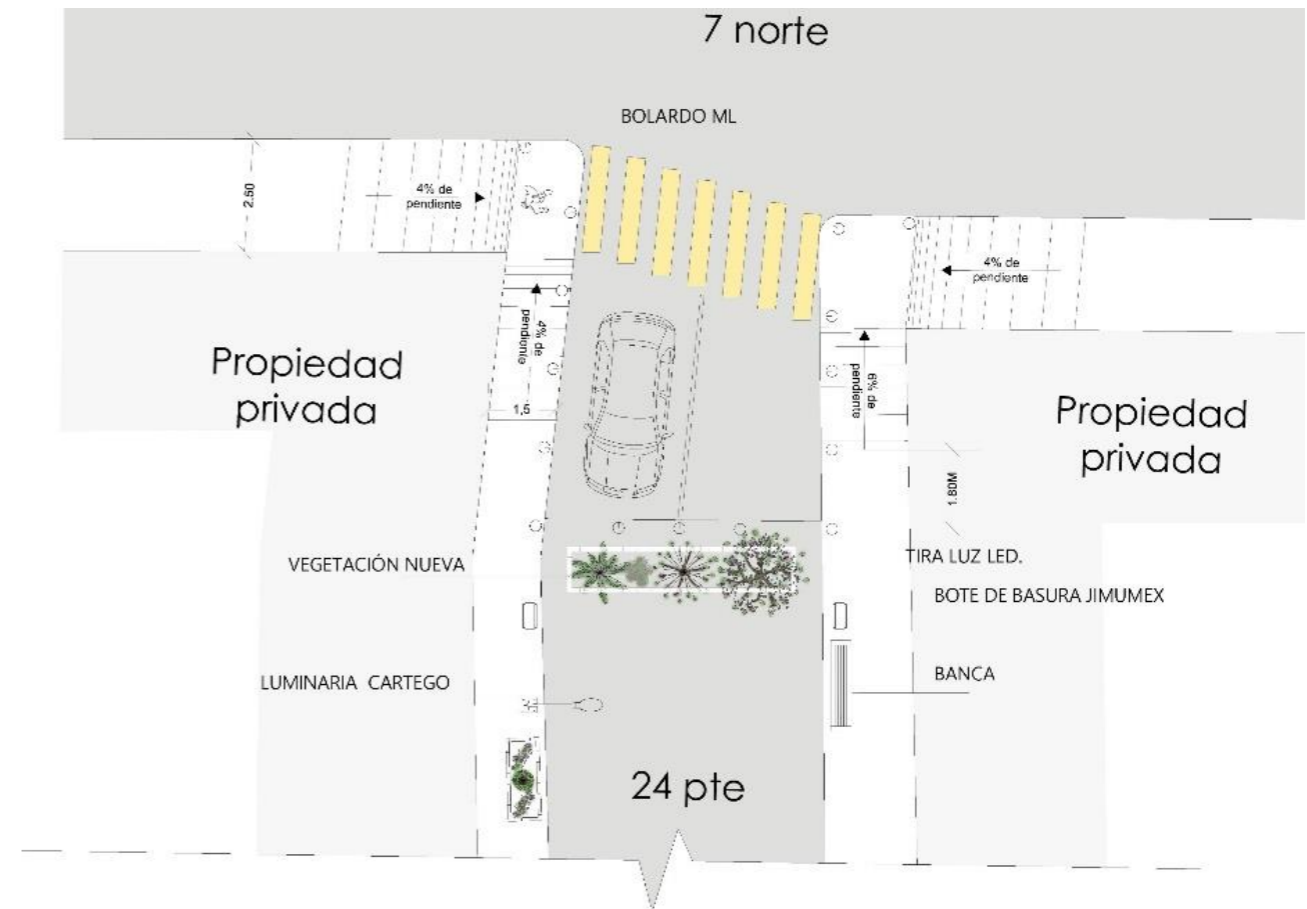 7 norte
BOLARDO ML
2.50
4% de
pendiente
4% de
pendiente
4% de
pendiente
6% de
pendiente
Propiedad
privada
1,5
Propiedad
privada
1.80M
VEGETACIÓN NUEVA
TIRA LUZ LED.
BOTE DE BASURA JIMUMEX
LUMINARIA CARTEGO
BANCA
24 pte